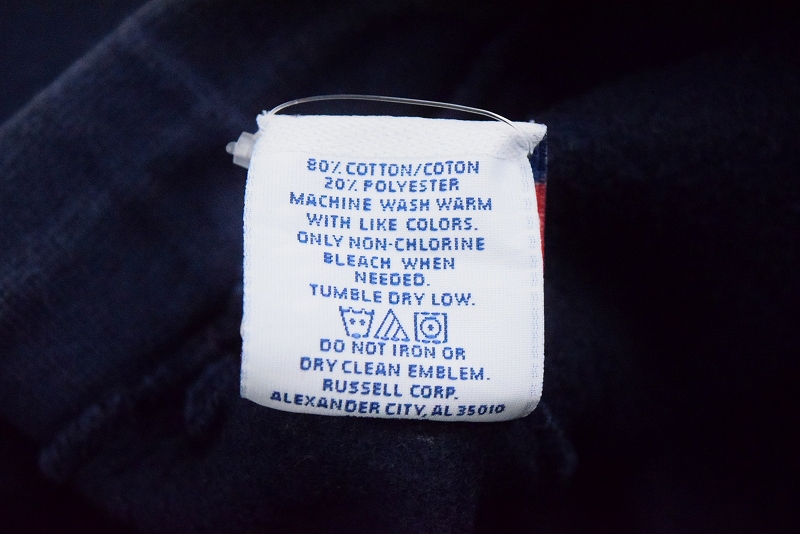 80% COTTON/COTON
20% POLYESTER
MACHINE WASH WARM
WITH LIKE COLORS.
ONLY NON-CHLORINE
BLEACH WHEN
NEEDED.
TUMBLE DRY LOW.
DO NOT IRON OR
DRY CLEAN EMBLEM.
RUSSELL CORP.
ALEXANDER CITY, AL 35010